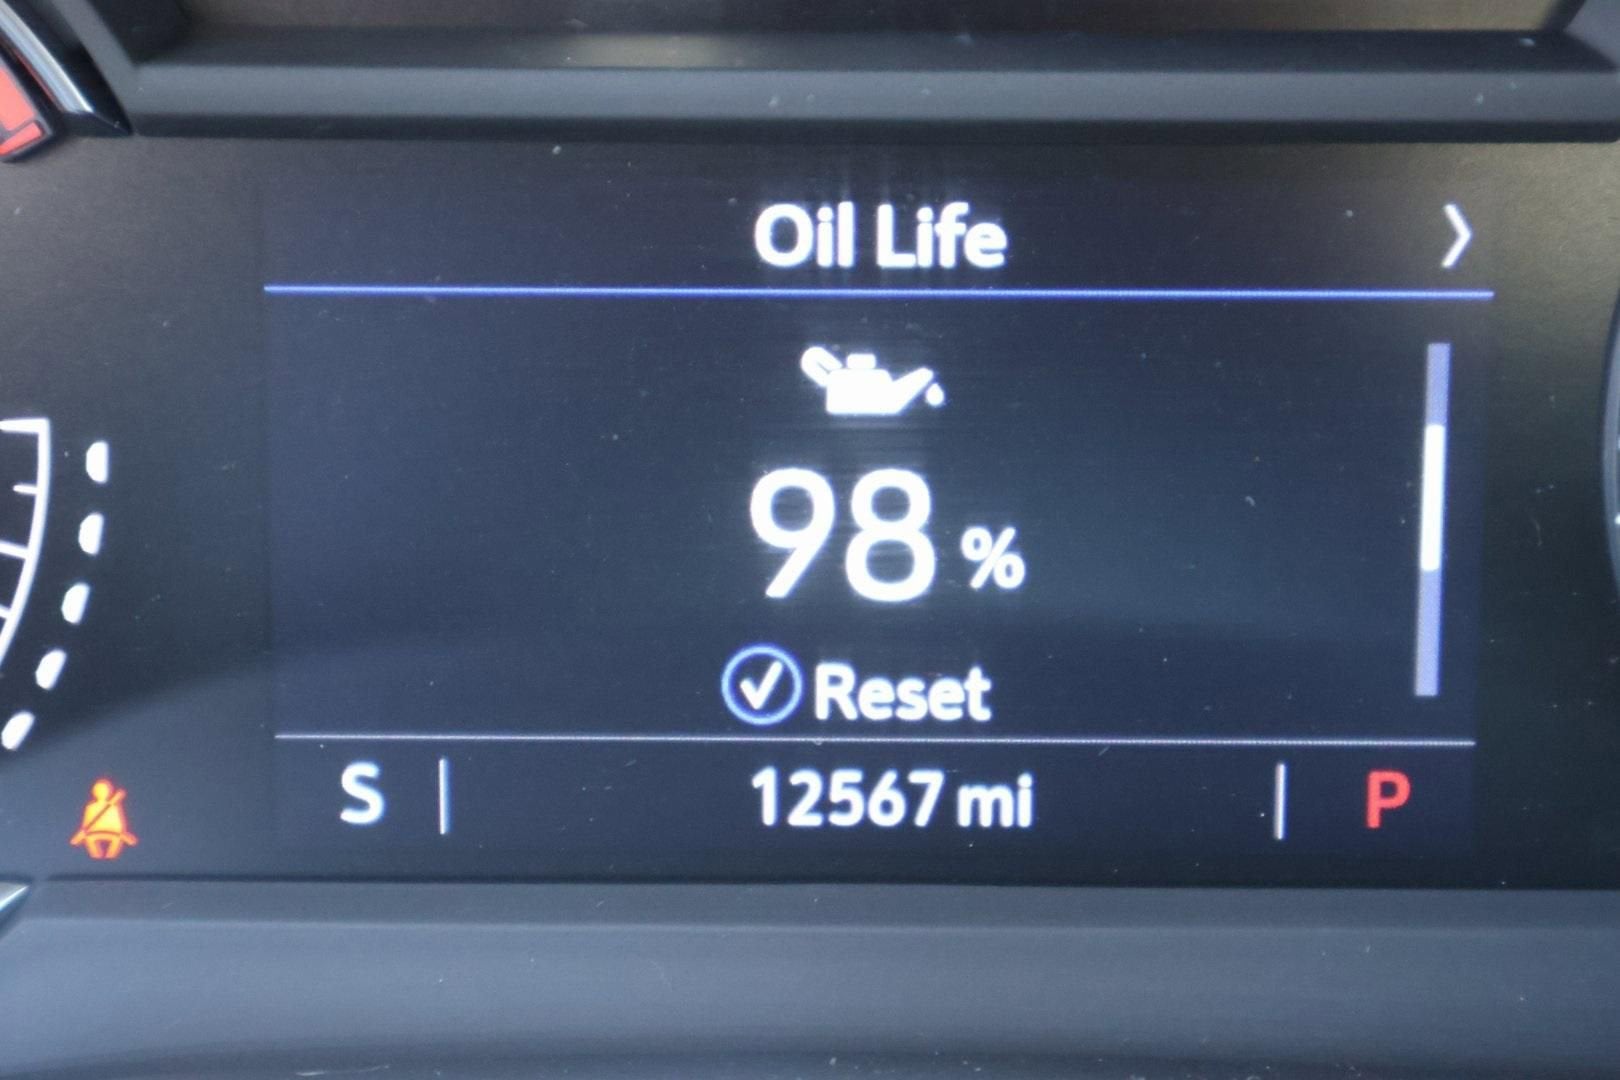 Oil Life
98 %
Reset
S 12567 mi P